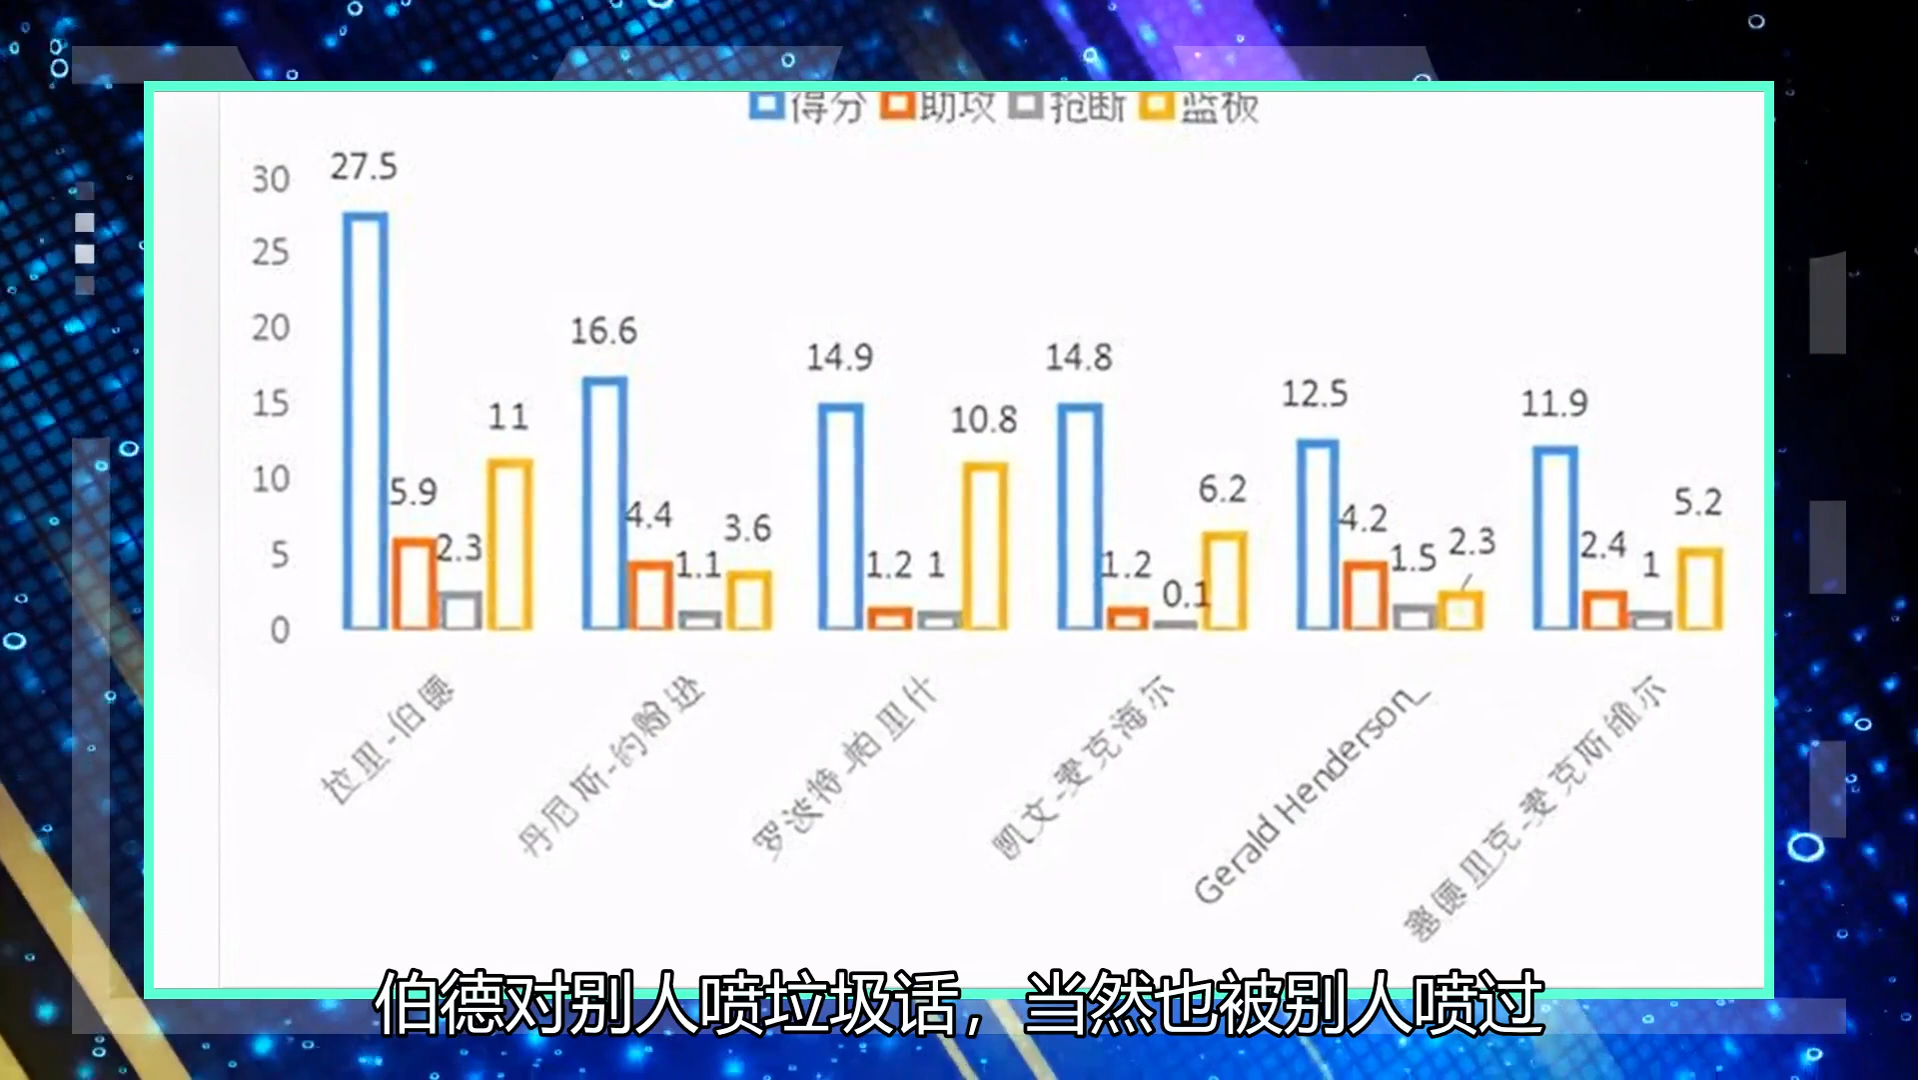 得分 助攻 抢断 篮板
30
25
20
15
10
5
0
27.5 5.9 2.3 11
16.6 4.4 1.1 3.6
14.9 1.2 1 10.8
14.8 1.2 0.1 6.2
12.5 4.2 1.5 2.3
11.9 2.4 1 5.2
拉里-伯德
丹尼斯-约翰逊
罗波特-帕里什
凯文-麦克海尔
Gerald Henderson_
塞德里克-麦克斯维尔
伯德对别人喷垃圾话，当然也被别人喷过